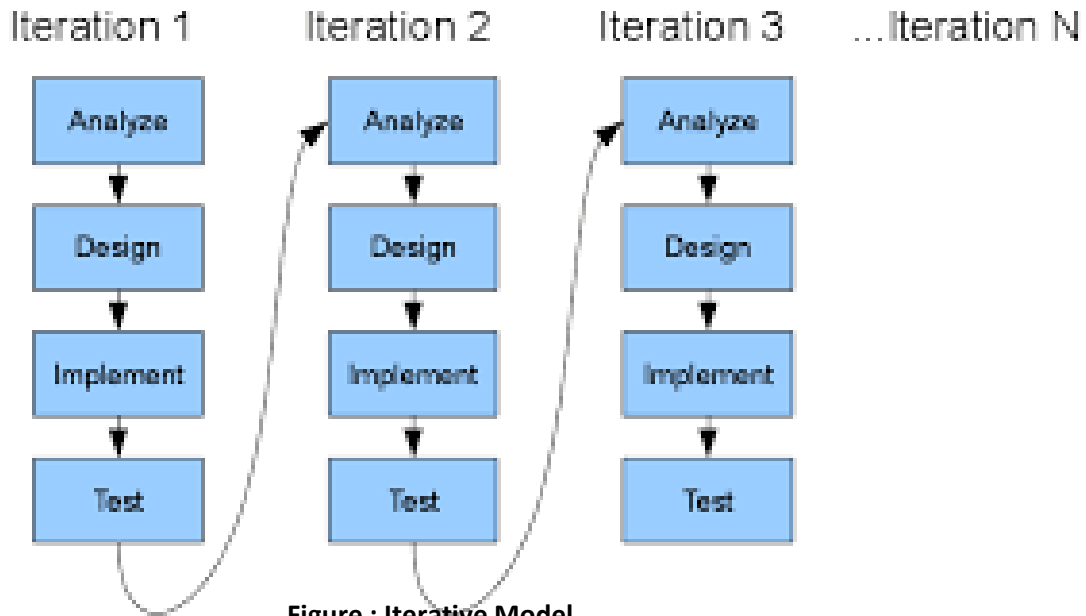 Iteration 1 Iteration 2 Iteration 3 ...Iteration N
Analyze Analyze Analyze
Design Design Design
Implement Implement Implement
Test Test Test
Figure : Iterative Model